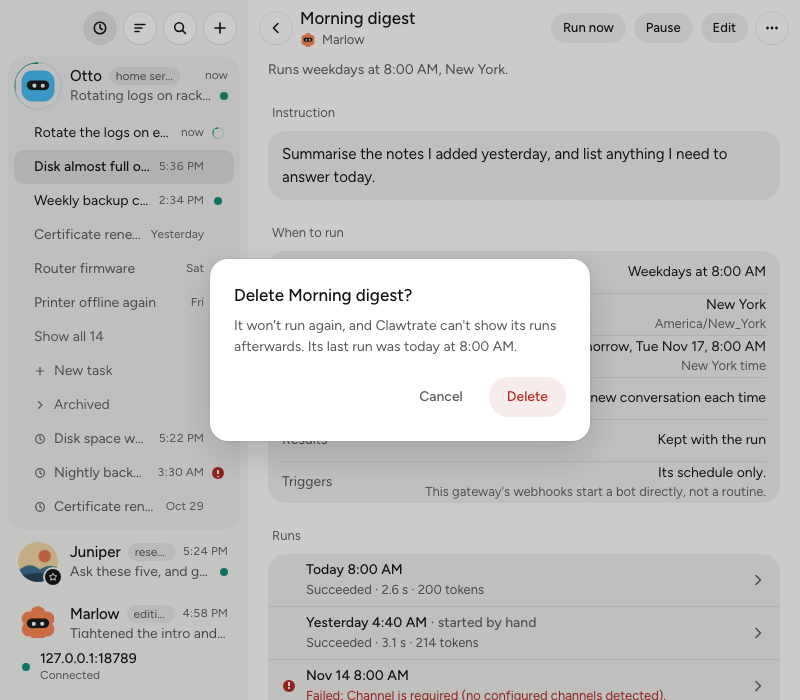 Otto
home ser...
now
Rotating logs on rack...
Rotate the logs on e...
now
Disk almost full o...
5:36 PM
Weekly backup c...
2:34 PM
Certificate rene...
Yesterday
Router firmware
Sat
Printer offline again
Fri
Show all 14
New task
Archived
Disk space w...
5:22 PM
Nightly back...
3:30 AM
Certificate ren...
Oct 29
Juniper
rese...
5:24 PM
Ask these five, and g...
Marlow
editi...
4:58 PM
Tightened the intro and...
127.0.0.1:18789
Connected
Morning digest
Marlow
Run now
Pause
Edit
Runs weekdays at 8:00 AM, New York.
Instruction
Summarise the notes I added yesterday, and list anything I need to
answer today.
When to run
Weekdays at 8:00 AM
New York
America/New_York
Tue Nov 17, 8:00 AM
New York time
new conversation each time
Results
Kept with the run
Triggers
Its schedule only.
This gateway's webhooks start a bot directly, not a routine.
Delete Morning digest?
It won't run again, and Clawtrate can't show its runs
afterwards. Its last run was today at 8:00 AM.
Cancel
Delete
Runs
Today 8:00 AM
Succeeded · 2.6 s · 200 tokens
Yesterday 4:40 AM · started by hand
Succeeded · 3.1 s · 214 tokens
Nov 14 8:00 AM
Failed: Channel is required (no configured channels detected).